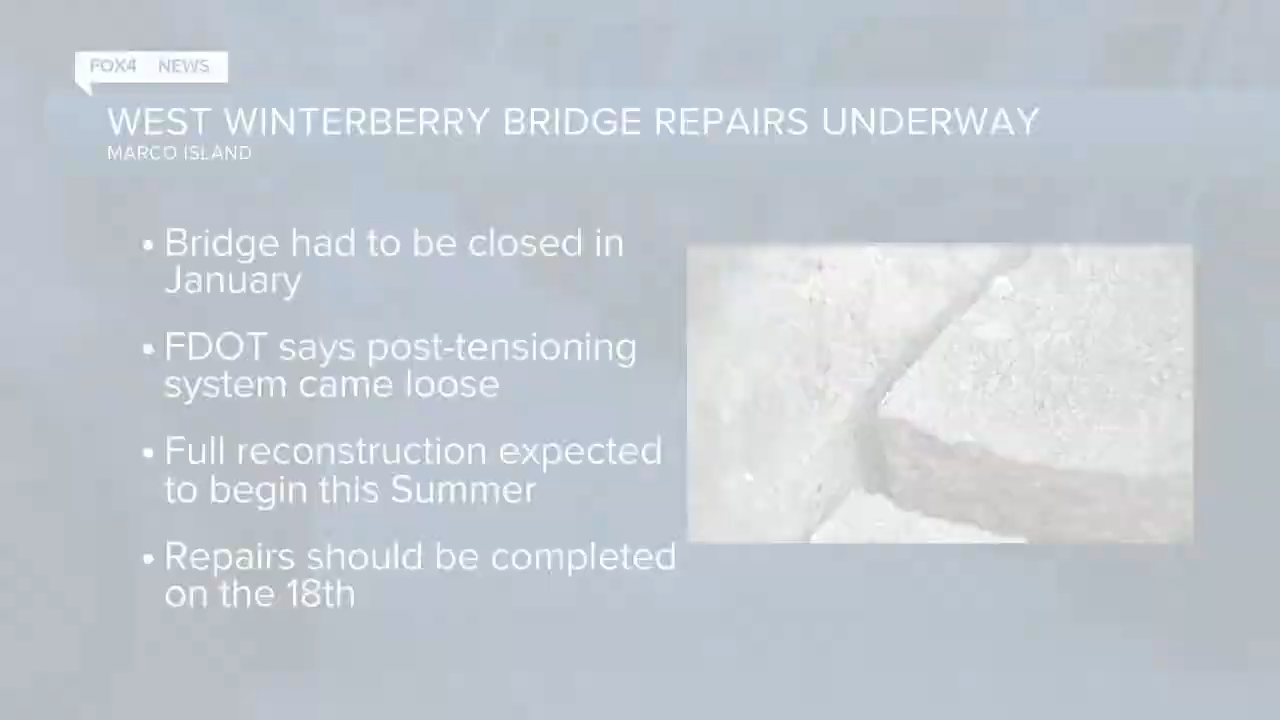 FOX4 NEWS
WEST WINTERBERRY BRIDGE REPAIRS UNDERWAY
MARCO ISLAND
• Bridge had to be closed in
January
• FDOT says post-tensioning
system came loose
• Full reconstruction expected
to begin this Summer
• Repairs should be completed
on the 18th